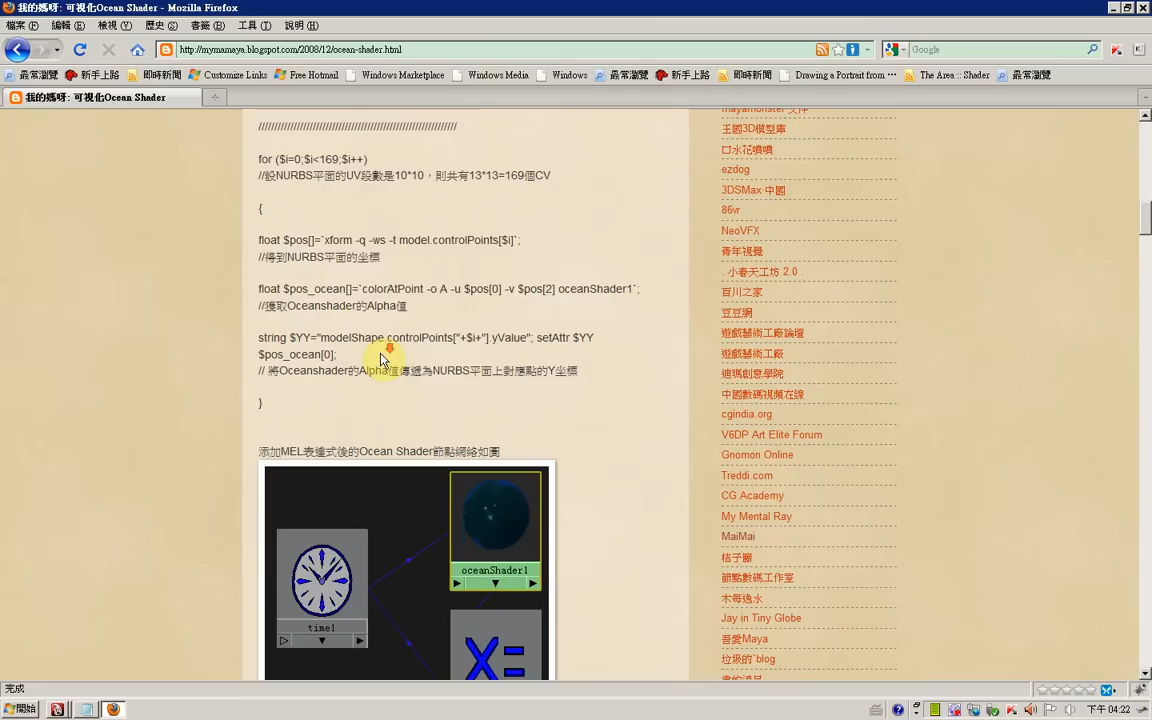 我的媽呀: 可視化Ocean Shader - Mozilla Firefox
檔案(F) 編輯(E) 檢視(V) 歷史(S) 書籤(B) 工具(T) 說明(H)
http://mymamaya.blogspot.com/2008/12/ocean-shader.html
Google
最常瀏覽 新手上路 即時新聞 Customize Links Free Hotmail Windows Marketplace Windows Media Windows 最常瀏覽 新手上路 即時新聞 Drawing a Portrait from ··· The Area :: Shader 最常瀏覽
我的媽呀: 可視化Ocean Shader
for ($i=0;$i<169;$i++)
//設NURBS平面的UV段數是10*10，則共有13*13=169個CV
{
float $pos[]=`xform -q -ws -t model.controlPoints[$i]`;
//得到NURBS平面的坐標
float $pos_ocean[]=`colorAtPoint -o A -u $pos[0] -v $pos[2] oceanShader1`;
//獲取Oceanshader的Alpha值
string $YY="modelShape.controlPoints["+$i+"].yValue"; setAttr $YY
$pos_ocean[0];
// 將Oceanshader的Alpha值傳遞為NURBS平面上對應點的Y坐標
}
添加MEL表達式後的Ocean Shader節點網絡如圖
oceanShader1
time1
X=
王國3D模型庫
口水花噴噴
ezdog
3DSMax 中國
86vr
NeoVFX
青年視覺
. 小春天工坊 2.0 .
百川之家
豆豆網
遊戲藝術工廠論壇
遊戲藝術工廠
迪瑪創意學院
中國數碼視頻在線
cgindia.org
V6DP Art Elite Forum
Gnomon Online
Treddi.com
CG Academy
My Mental Ray
MaiMai
節點數碼工作室
木每逸水
Jay in Tiny Globe
吾愛Maya
垃圾的`blog
完成
開始
下午 04:22